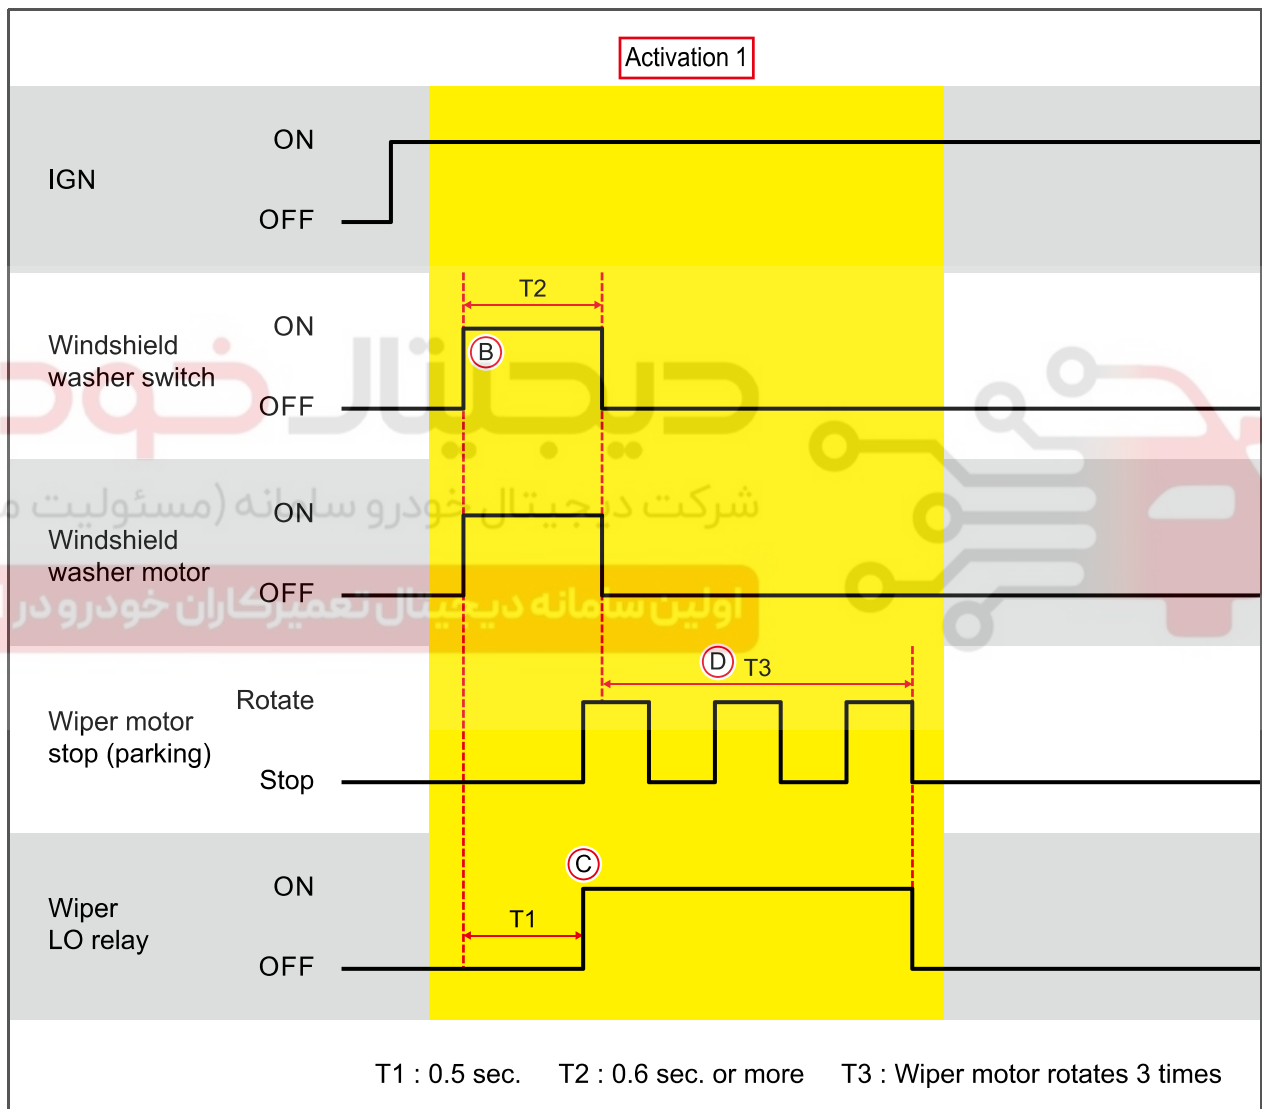 Activation 1
IGN
ON
OFF
T2
Windshield
washer switch
ON
OFF
B
دیجیتال خود
شرکت دیجیتال خودرو سامانه (مسئولیت م
Windshield
washer motor
ON
OFF
اولین سامانه دیجیتال تعمیرکاران خودرو در ا
D
T3
Wiper motor
stop (parking)
Rotate
Stop
C
Wiper
LO relay
ON
OFF
T1
T1 : 0.5 sec. T2 : 0.6 sec. or more T3 : Wiper motor rotates 3 times